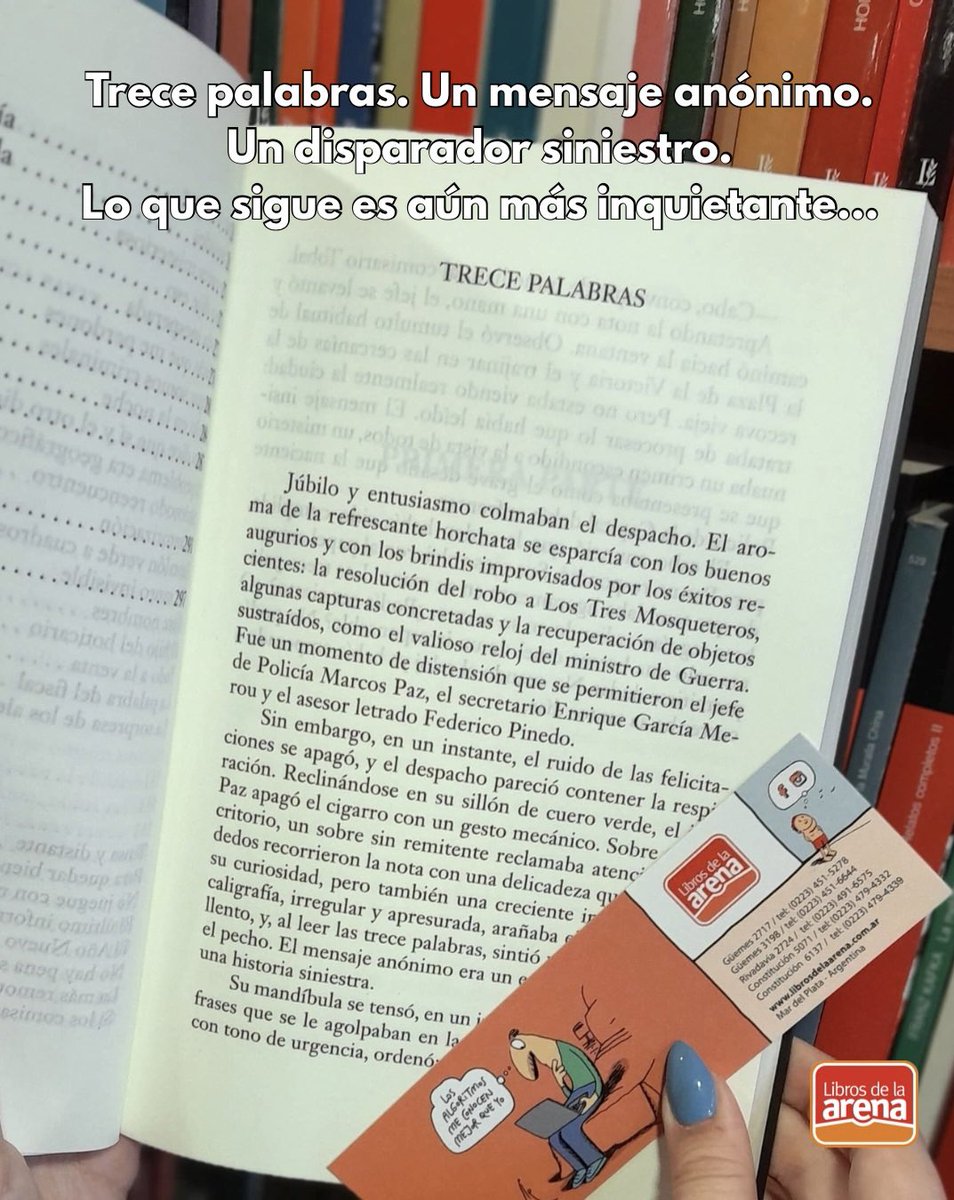 Trece palabras. Un mensaje anónimo.
Un disparador siniestro.
Lo que sigue es aún más inquietante...
TRECE PALABRAS
Júbilo y entusiasmo colmaban el despacho. El aro-
ma de la refrescante horchata se esparcía con los buenos
augurios y con los brindis improvisados por los éxitos re-
cientes: la resolución del robo a Los Tres Mosqueteros,
algunas capturas concretadas y la recuperación de objetos
sustraídos, como el valioso reloj del ministro de Guerra.
Fue un momento de distensión que se permitieron el jefe
de Policía Marcos Paz, el secretario Enrique García Me-
rou y el asesor letrado Federico Pinedo.
Sin embargo, en un instante, el ruido de las felicita-
ciones se apagó, y el despacho pareció contener la respi-
ración. Reclinándose en su sillón de cuero verde, el
Paz apagó el cigarro con un gesto mecánico. Sobre
critorio, un sobre sin remitente reclamaba
dedos recorrieron la nota con una delicadeza
su curiosidad, pero también una creciente
caligrafía, irregular y apresurada, arañaba
llento, y, al leer las trece palabras, sintió
el pecho. El mensaje anónimo era un
una historia siniestra.
Su mandíbula se tensó, en un
frases que se le agolpaban en la
con tono de urgencia, ordenó:
Libros de la
arena
Güemes 2717 / tel: (0223) 451-5278
Güemes 3198 / tel: (0223) 451-6644
Rivadavia 2724 / tel: (0223) 491-6575
Constitución 5071 / tel: (0223) 479-4332
Constitución 6137 / tel: (0223) 479-4339
www.librosdelaarena.com.ar
Mar del Plata - Argentina
LOS
ALGORITMOS
ME CONOCEN
MEJOR QUE YO
Libros de la
arena